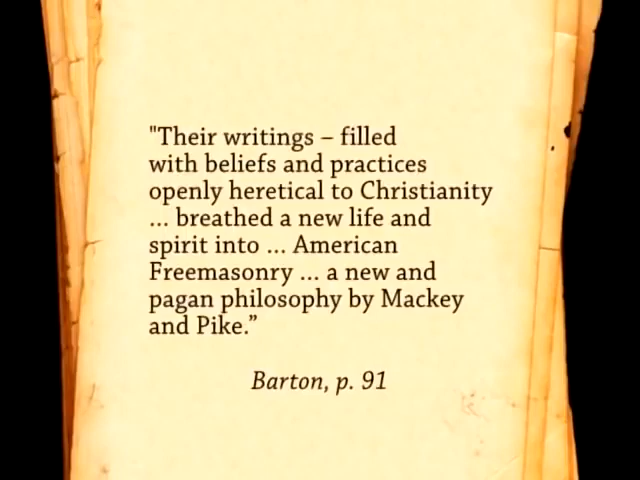 "Their writings – filled
with beliefs and practices
openly heretical to Christianity
... breathed a new life and
spirit into ... American
Freemasonry ... a new and
pagan philosophy by Mackey
and Pike.”
Barton, p. 91